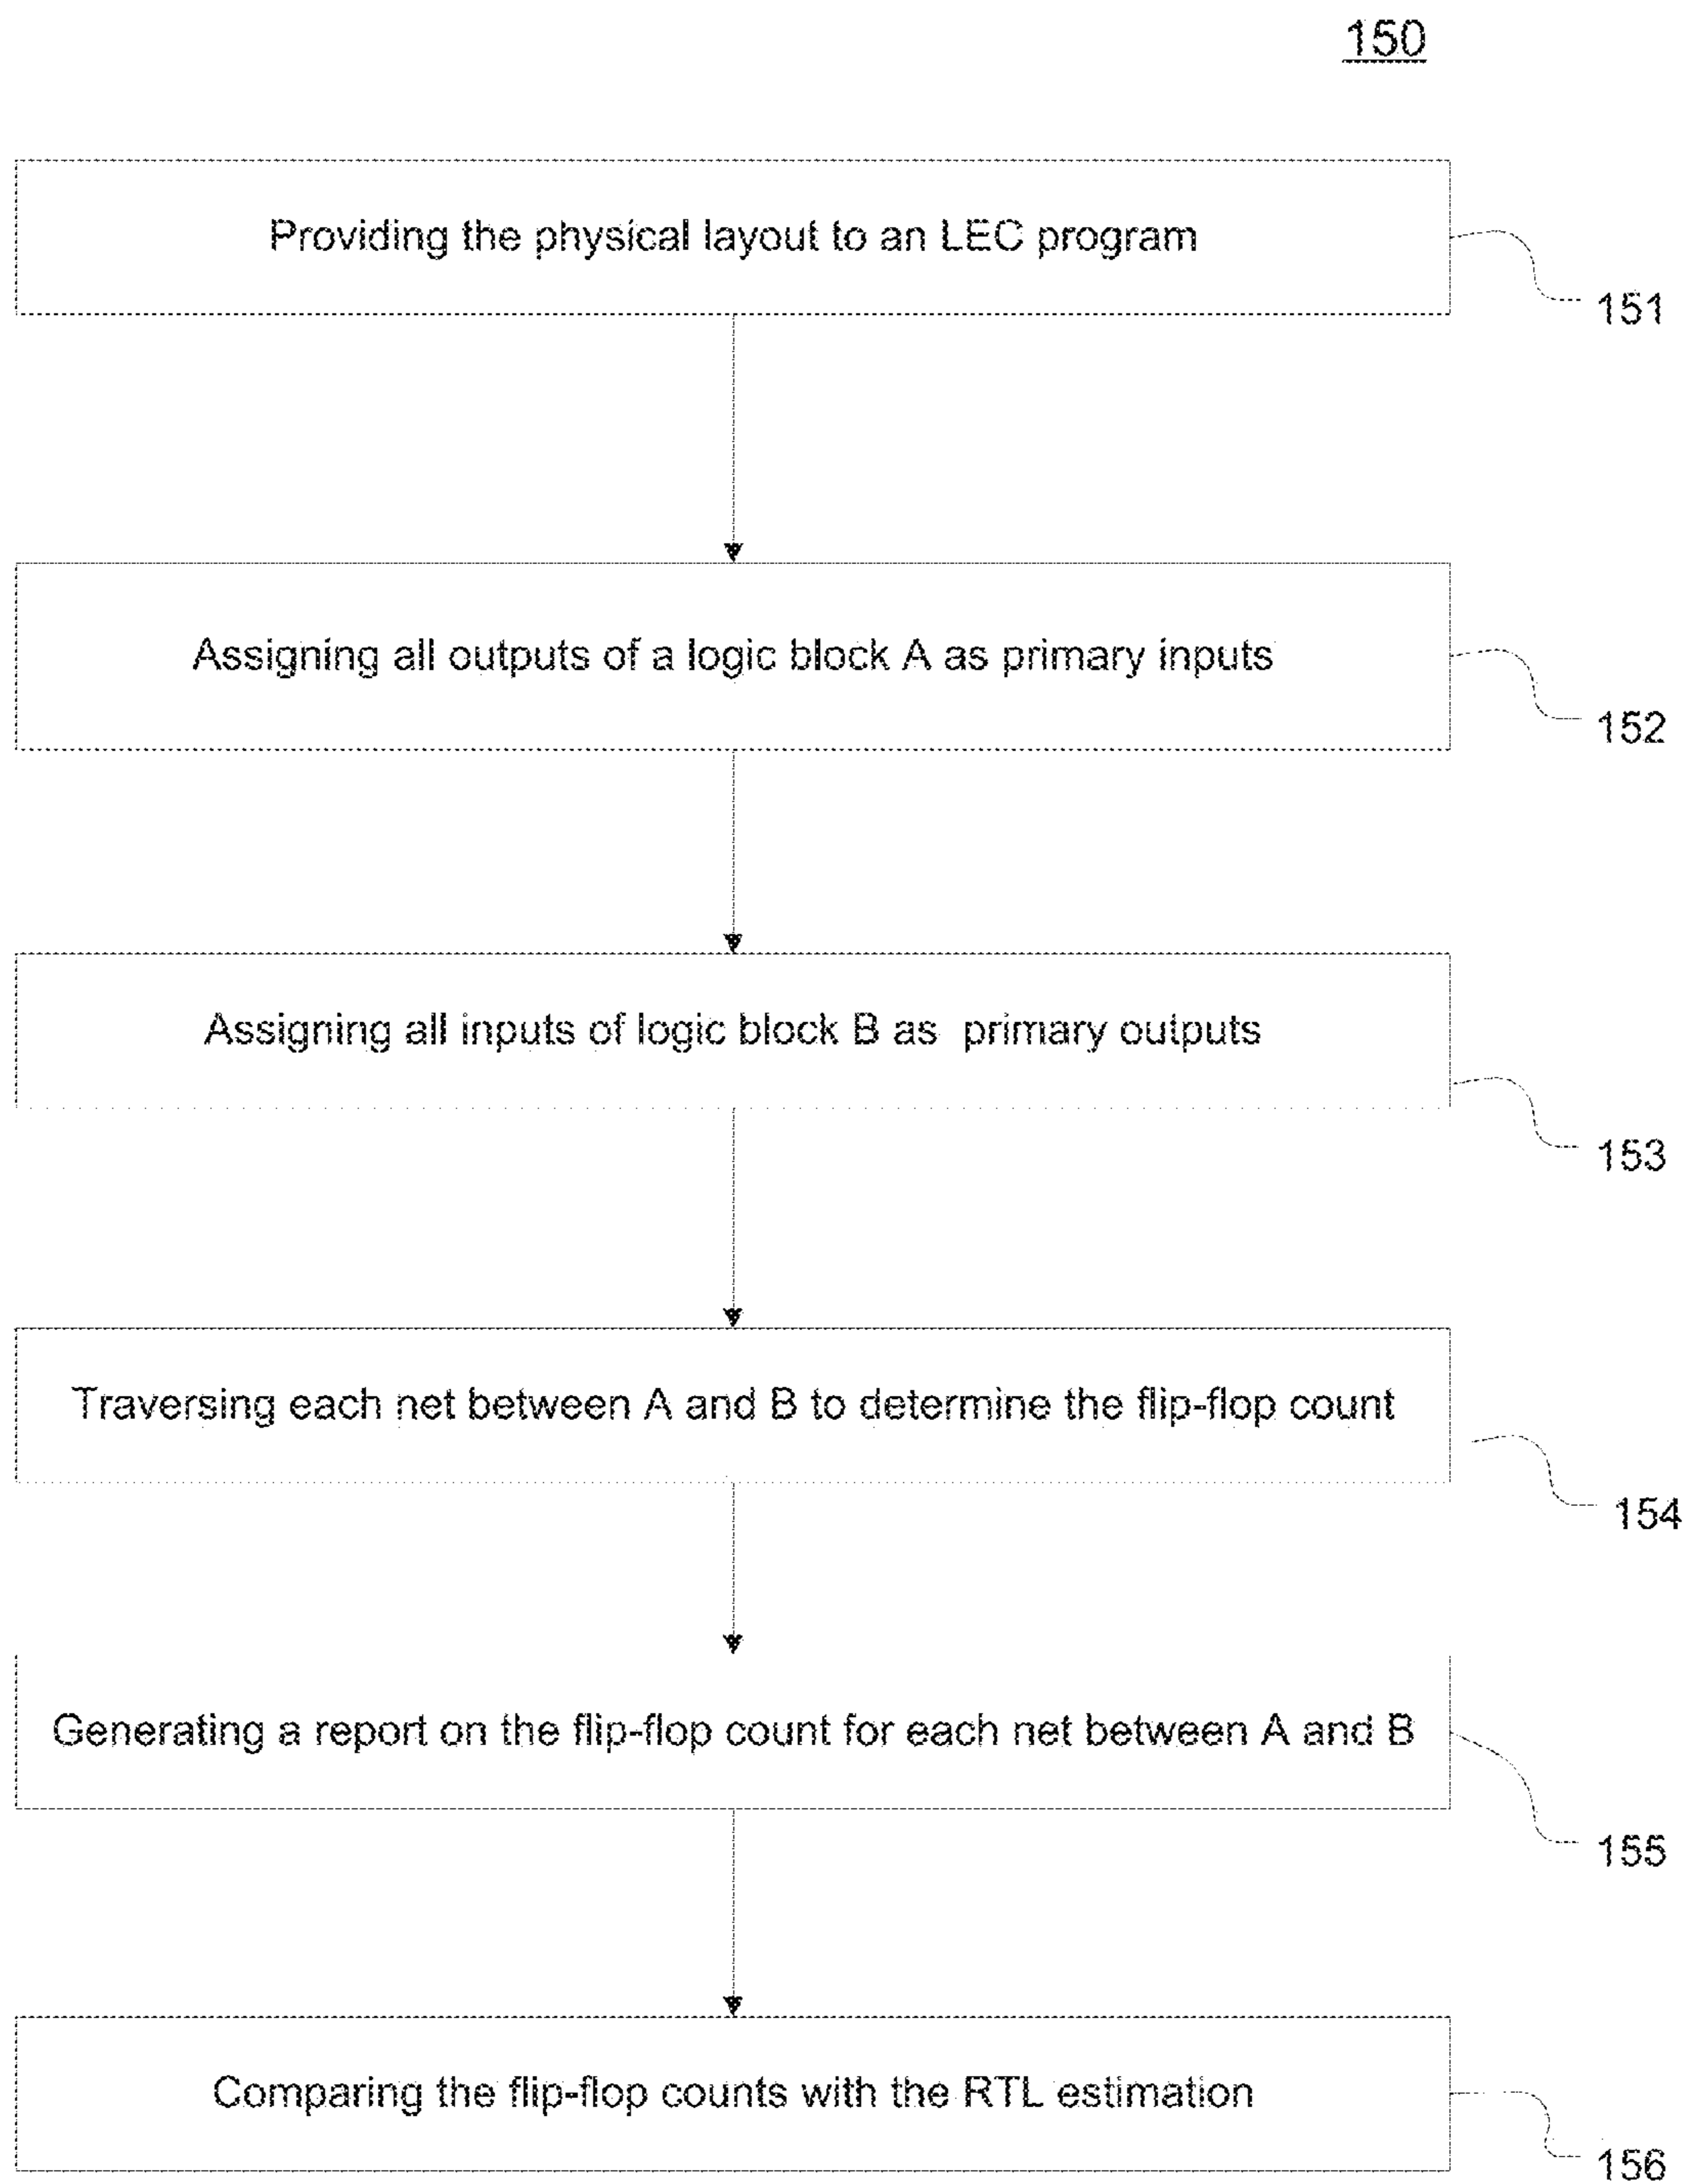 150
Providing the physical layout to an LEC program
151
Assigning all outputs of a logic block A as primary inputs
152
Assigning all inputs of logic block B as primary outputs
153
Traversing each net between A and B to determine the flip-flop count
154
Generating a report on the flip-flop count for each net between A and B
155
Comparing the flip-flop counts with the RTL estimation
156